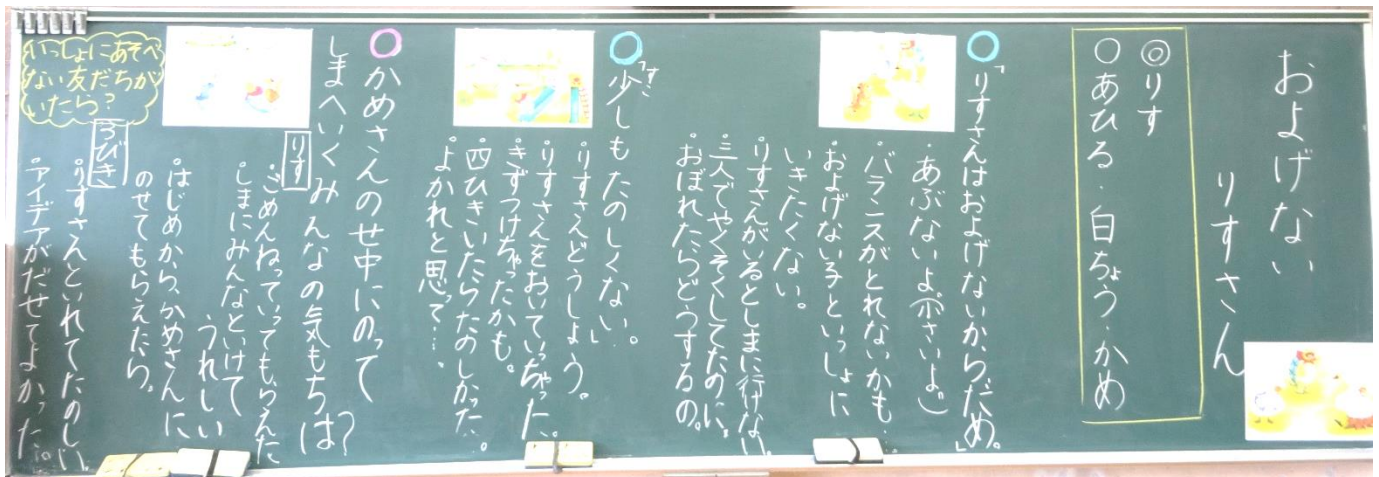 およげない
りすさん
◎りす
○あひる・白ちょう・かめ
○「りすさんはおよげないからだめ。」
・あぶないよ。(小さいよ)
・バランスがとれないかも。
・およげない子といっしょに
いきたくない。
・りすさんがいるとしまに行けない。
・三人でやくそくしてたのに。
・おぼれたらどうするの。
○「少しもたのしくない。」
すこ
・りすさんどうしよう。
・りすさんをおいていっちゃった。
・きずつけちゃったかも。
・四ひきいたらたのしかった…。
・よかれと思って…。
○かめさんのせ中にのって
しまへいくみんなの気もちは?
りす
・ごめんねっていってもらえた
・しまにみんなといけて
うれしい
・はじめから、かめさんに
のせてもらえたら。
3びき
・りすさんといれてたのしい。
・アイデアがだせてよかった。
いっしょにあそべ
ない友だちが
いたら?